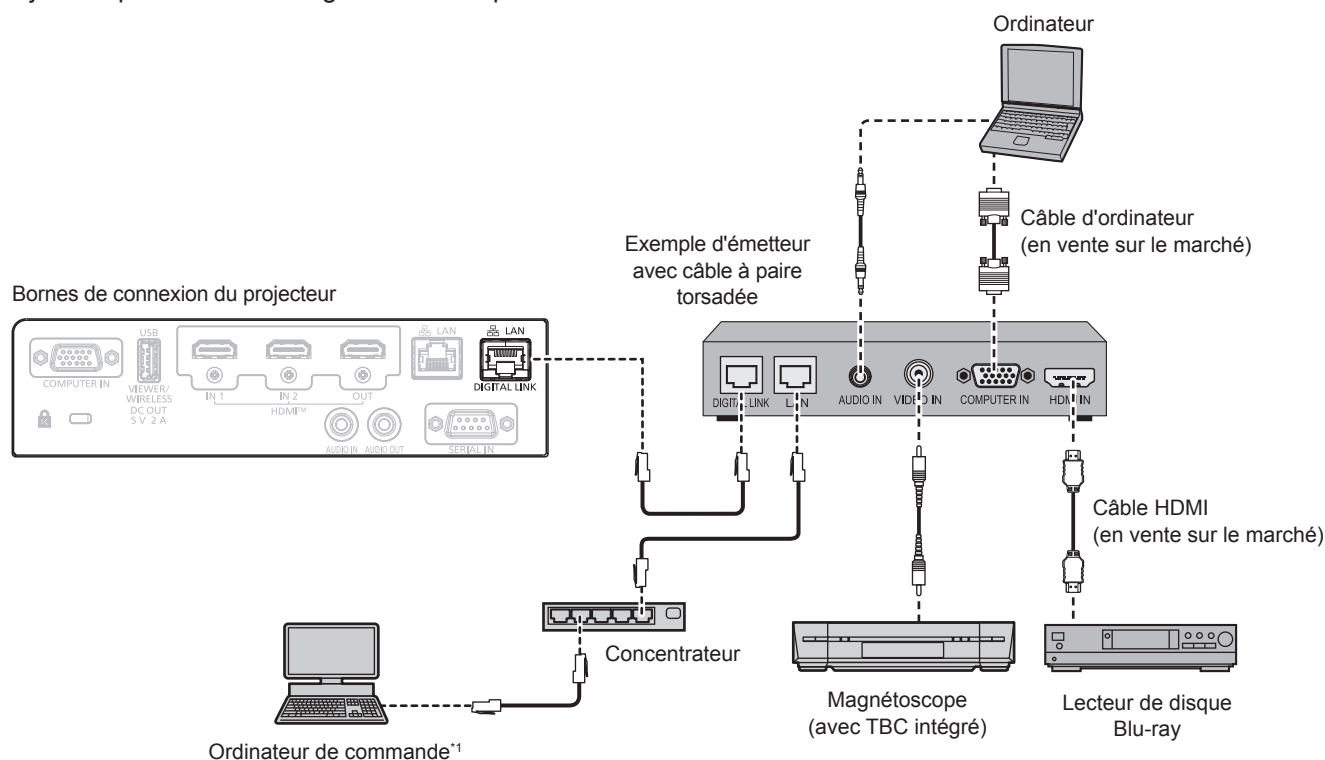 Ordinateur
Câble d'ordinateur
(en vente sur le marché)
Exemple d'émetteur
avec câble à paire
torsadée
Bornes de connexion du projecteur
USB
LAN
LAN
COMPUTER IN
VIEWER/
WIRELESS
DC OUT
5 V 2 A
IN 1
IN 2
OUT
HDMI™
DIGITAL LINK
AUDIO IN
AUDIO OUT
SERIAL IN
DIGITAL LINK
LAN
AUDIO IN
VIDEO IN
COMPUTER IN
HDMI IN
Câble HDMI
(en vente sur le marché)
Concentrateur
Magnétoscope
(avec TBC intégré)
Lecteur de disque
Blu-ray
Ordinateur de commande*1